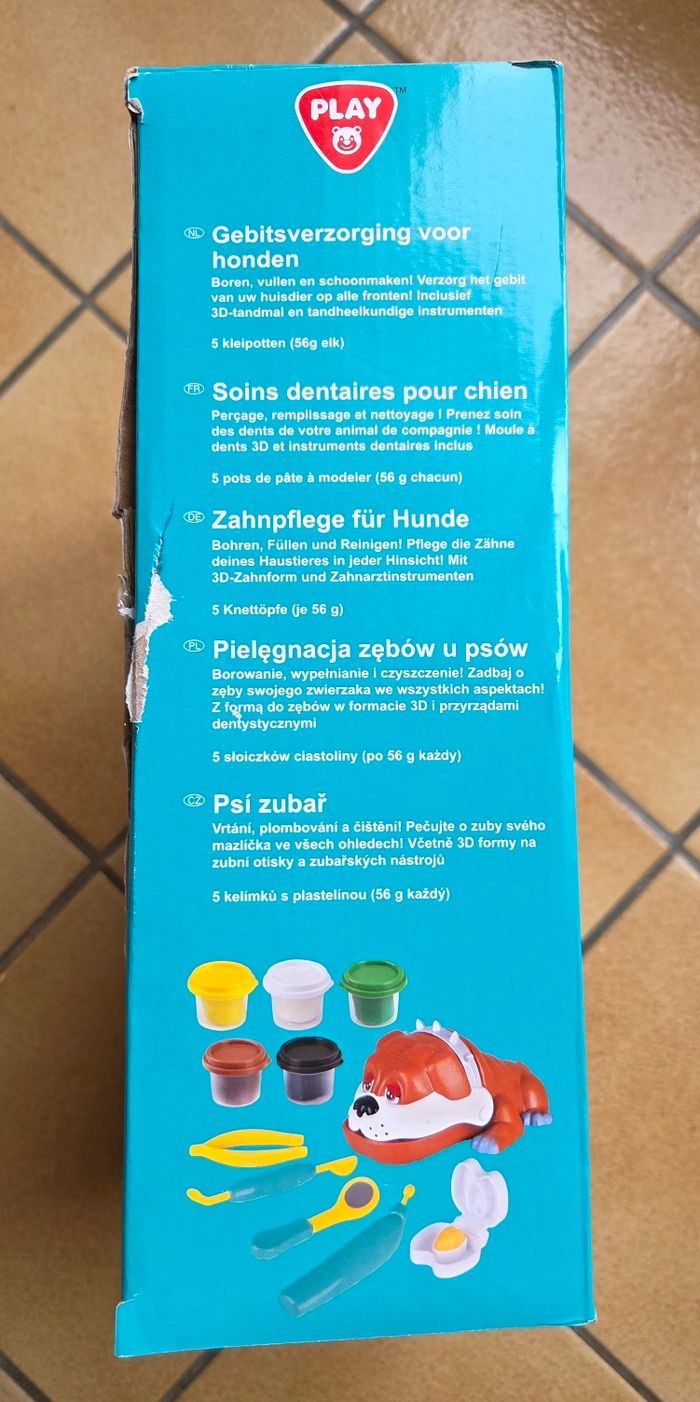 PLAY
TM
NL
Gebitsverzorging voor
honden
Boren, vullen en schoonmaken! Verzorg het gebit
van uw huisdier op alle fronten! Inclusief
3D-tandmal en tandheelkundige instrumenten
5 kleipotten (56g elk)
FR
Soins dentaires pour chien
Perçage, remplissage et nettoyage ! Prenez soin
des dents de votre animal de compagnie ! Moule à
dents 3D et instruments dentaires inclus
5 pots de pâte à modeler (56 g chacun)
DE
Zahnpflege für Hunde
Bohren, Füllen und Reinigen! Pflege die Zähne
deines Haustieres in jeder Hinsicht! Mit
3D-Zahnform und Zahnarztinstrumenten
5 Knettöpfe (je 56 g)
PL
Pielęgnacja zębów u psów
Borowanie, wypełnianie i czyszczenie! Zadbaj o
zęby swojego zwierzaka we wszystkich aspektach!
Z formą do zębów w formacie 3D i przyrządami
dentystycznymi
5 słoiczków ciastoliny (po 56 g każdy)
CZ
Psí zubař
Vrtání, plombování a čištění! Pečujte o zuby svého
mazlíčka ve všech ohledech! Včetně 3D formy na
zubní otisky a zubařských nástrojů
5 kelímků s plastelínou (56 g každý)